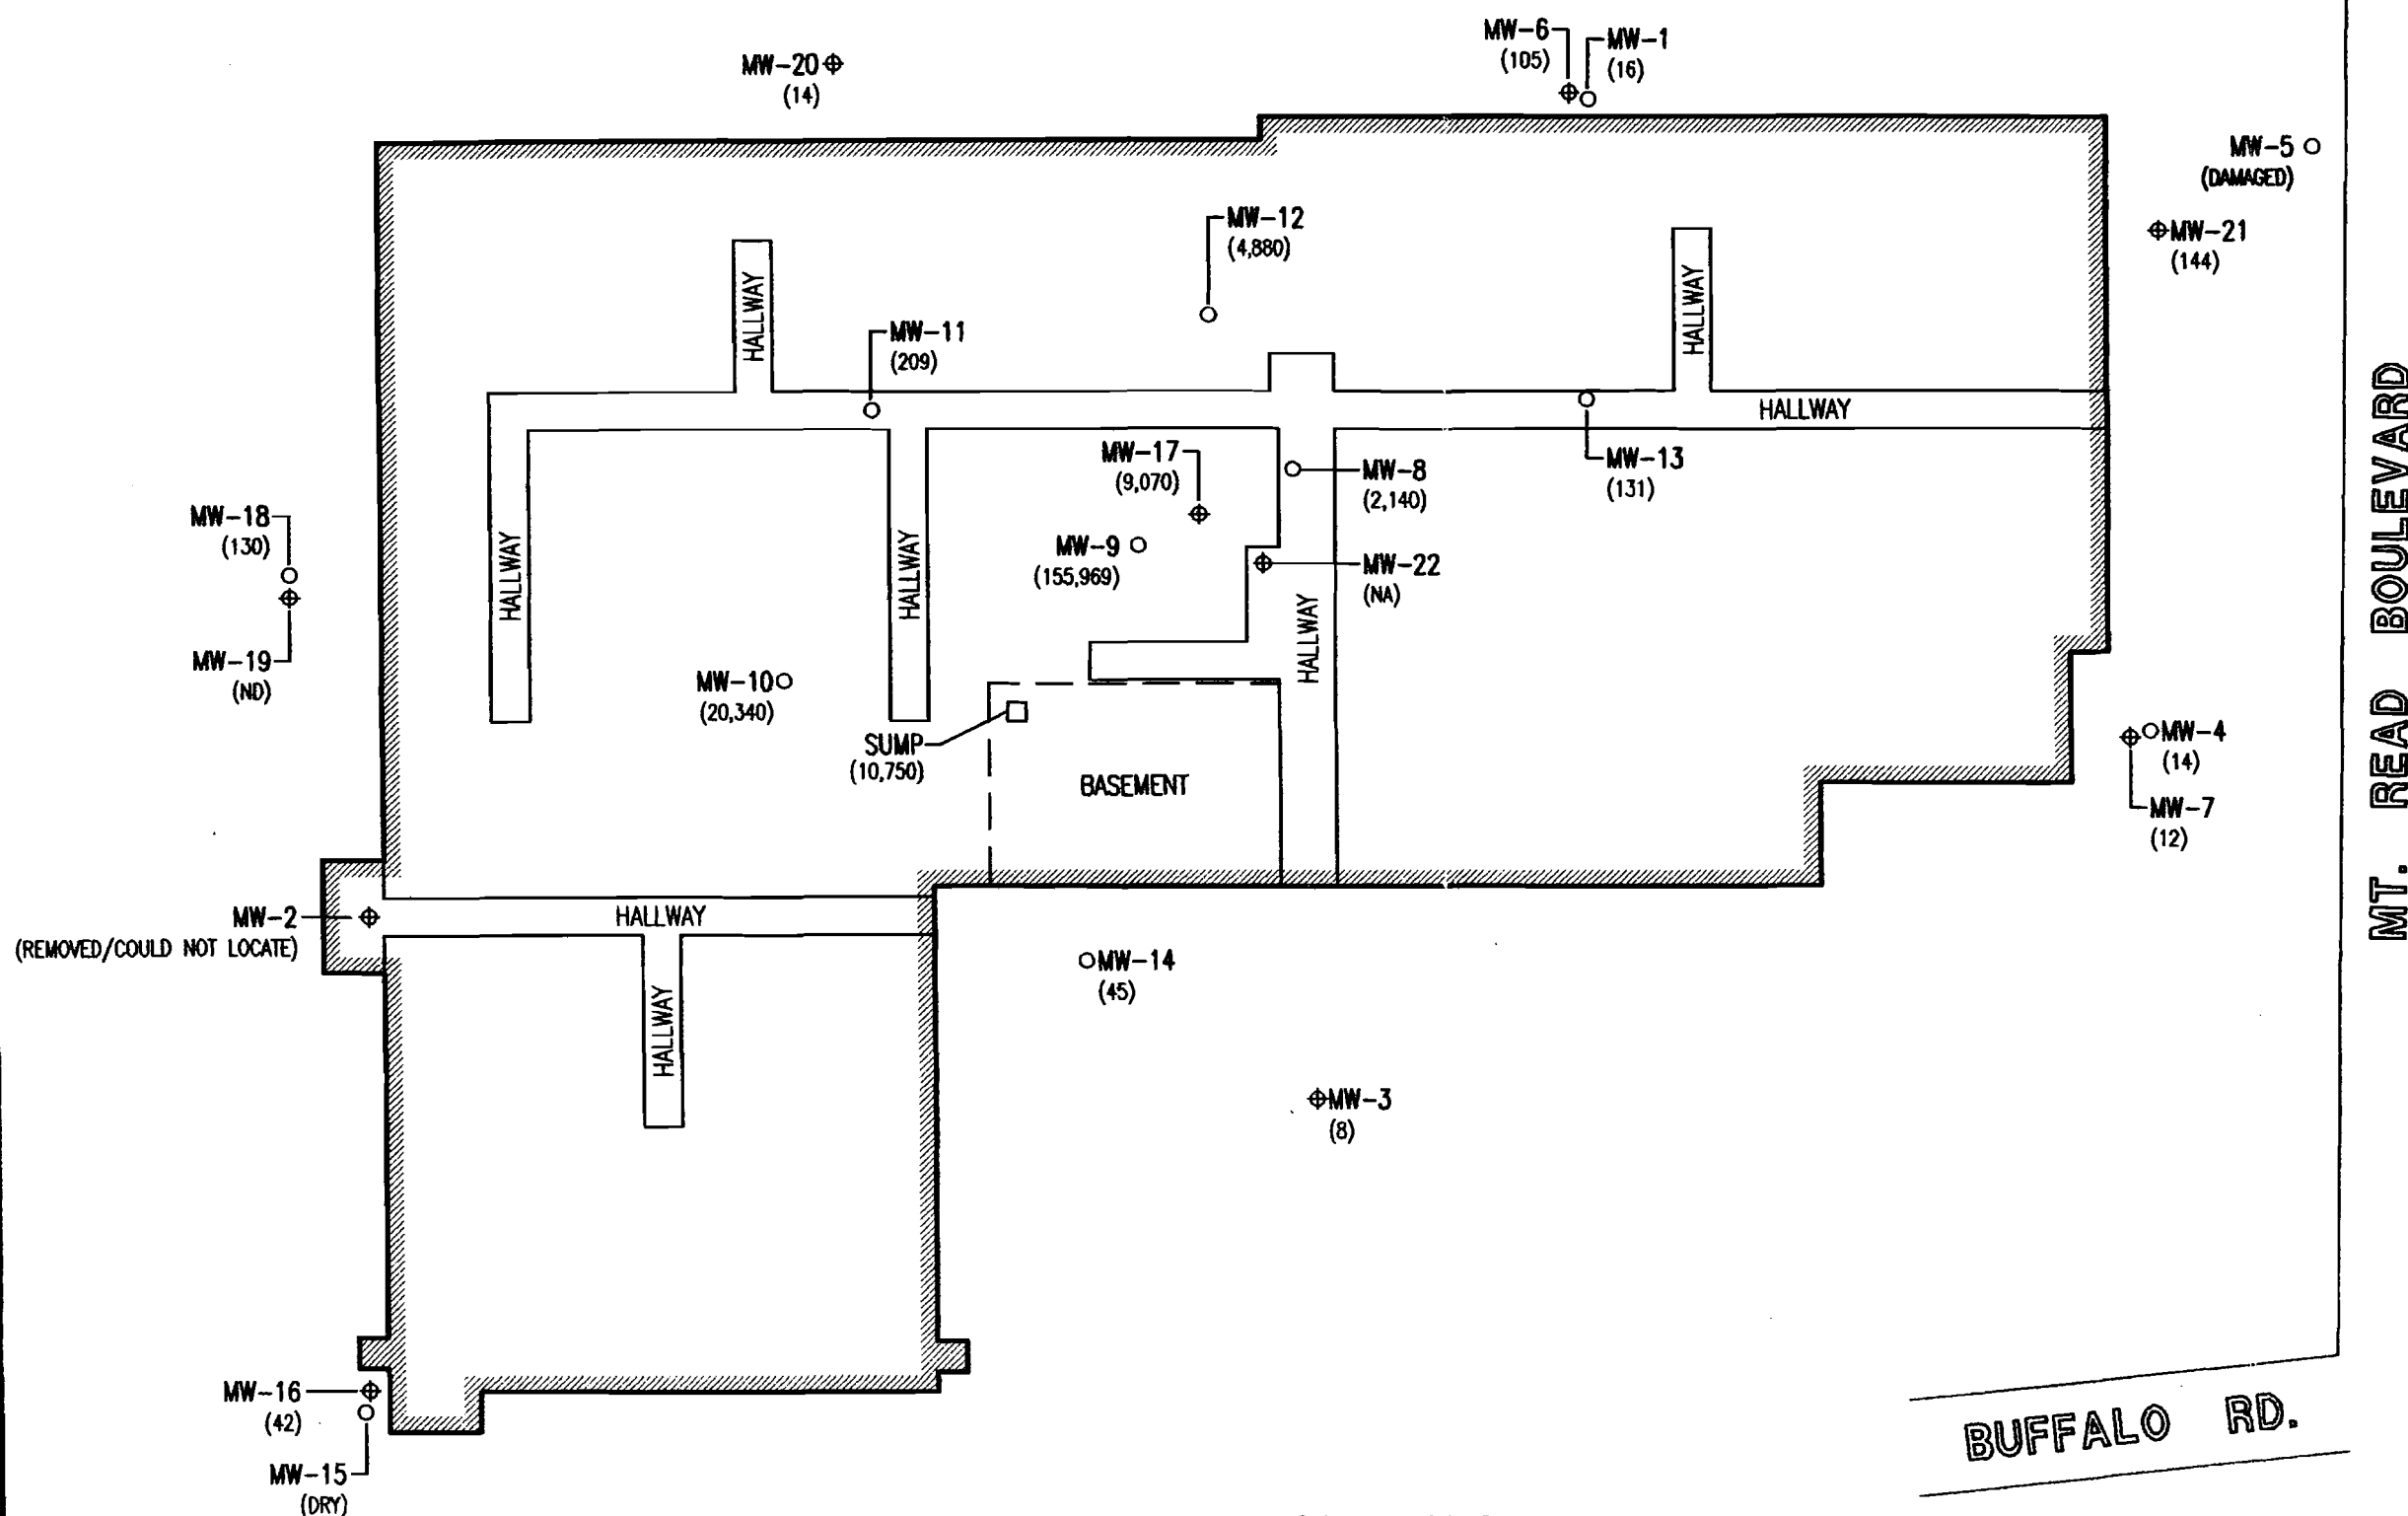 MW-6
(105)
MW-1
(16)
MW-20
(14)
MW-5
(DAMAGED)
MW-21
(144)
MW-12
(4,880)
HALLWAY
HALLWAY
MW-11
(209)
HALLWAY
MW-17
(9,070)
MW-8
(2,140)
MW-13
(131)
MW-18
(130)
MW-9
(155,969)
MW-22
(NA)
HALLWAY
HALLWAY
HALLWAY
MW-19
(ND)
MW-10
(20,340)
SUMP
(10,750)
BASEMENT
MW-4
(14)
MW-7
(12)
MT. READ BOULEVARD
MW-2
(REMOVED/COULD NOT LOCATE)
HALLWAY
MW-14
(45)
HALLWAY
MW-3
(8)
MW-16
(42)
MW-15
(DRY)
BUFFALO RD.